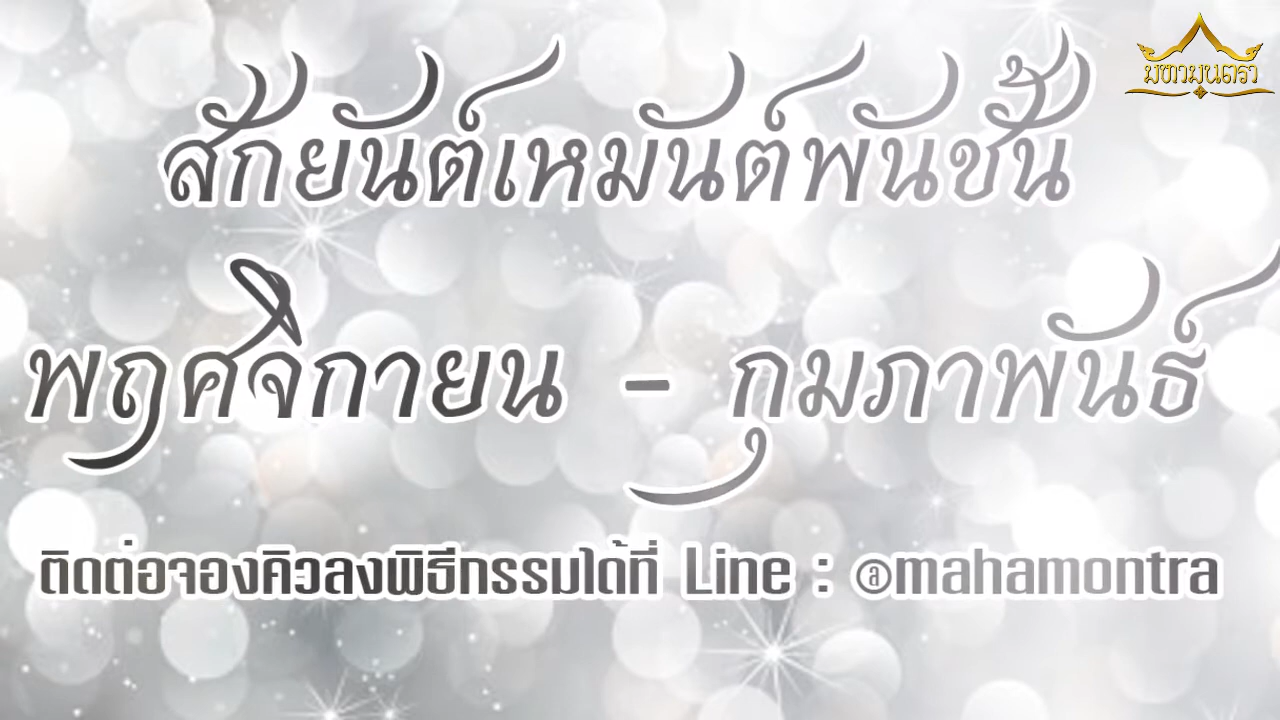 มหามนตรา
สักยันต์เหมันต์พันชั้น
พฤศจิกายน - กุมภาพันธ์
ติดต่อจองคิวลงพิธีกรรมได้ที่ Line : @mahamontra